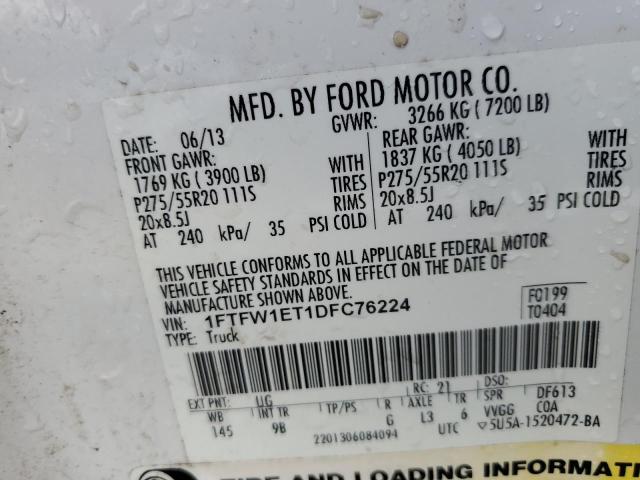 MFD. BY FORD MOTOR CO.
DATE: 06/13 GVWR: 3266 KG ( 7200 LB)
FRONT GAWR: REAR GAWR:
1769 KG ( 3900 LB) WITH 1837 KG ( 4050 LB) WITH
P275/55R20 111S TIRES P275/55R20 111S TIRES
20x8.5J RIMS 20x8.5J RIMS
AT 240 kPa/ 35 PSI COLD AT 240 kPa/ 35 PSI COLD
THIS VEHICLE CONFORMS TO ALL APPLICABLE FEDERAL MOTOR
VEHICLE SAFETY STANDARDS IN EFFECT ON THE DATE OF
MANUFACTURE SHOWN ABOVE.
VIN: 1FTFW1ET1DFC76224 F0199
TYPE: Truck T0404
EXT PNT: UG RC: 21 DSO:
WB INT TR TP/PS R AXLE TR SPR DF613
145 9B G L3 6 VVGG COA
2201306084094 UTC 5U5A-1520472-BA
TIRE AND LOADING INFORMATI